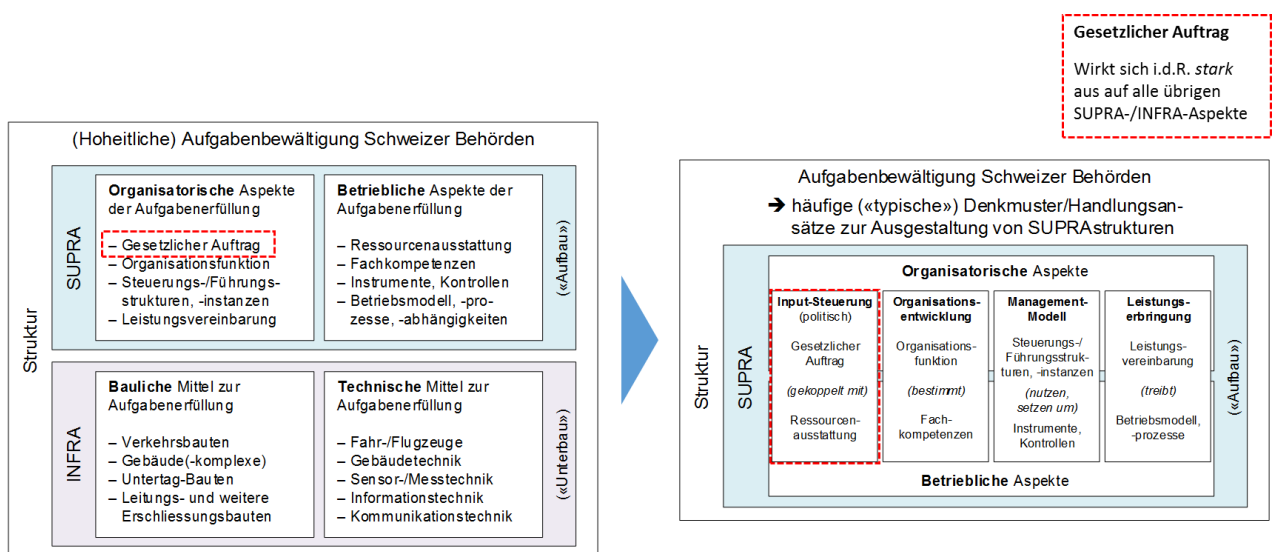 Gesetzlicher Auftrag
Wirkt sich i.d.R. stark
aus auf alle übrigen
SUPRA-/INFRA-Aspekte
(Hoheitliche) Aufgabenbewältigung Schweizer Behörden
Struktur
SUPRA
Organisatorische Aspekte
der Aufgabenerfüllung
– Gesetzlicher Auftrag
– Organisationsfunktion
– Steuerungs-/Führungs-
strukturen, -instanzen
– Leistungsvereinbarung
Betriebliche Aspekte der
Aufgabenerfüllung
– Ressourcenausstattung
– Fachkompetenzen
– Instrumente, Kontrollen
– Betriebsmodell, -pro-
zesse, -abhängigkeiten
(«Aufbau»)
INFRA
Bauliche Mittel zur
Aufgabenerfüllung
– Verkehrsbauten
– Gebäude(-komplexe)
– Untertag-Bauten
– Leitungs- und weitere
Erschliessungsbauten
Technische Mittel zur
Aufgabenerfüllung
– Fahr-/Flugzeuge
– Gebäudetechnik
– Sensor-/Messtechnik
– Informationstechnik
– Kommunikationstechnik
(«Unterbau»)
Aufgabenbewältigung Schweizer Behörden
➔ häufige («typische») Denkmuster/Handlungsan-
sätze zur Ausgestaltung von SUPRAstrukturen
Struktur
SUPRA
Organisatorische Aspekte
Input-Steuerung
(politisch)
Gesetzlicher
Auftrag
(gekoppelt mit)
Ressourcen-
ausstattung
Organisations-
entwicklung
Organisations-
funktion
(bestimmt)
Fach-
kompetenzen
Management-
Modell
Steuerungs-/
Führungsstruk-
turen, -instanzen
(nutzen,
setzen um)
Instrumente,
Kontrollen
Leistungs-
erbringung
Leistungs-
vereinbarung
(treibt)
Betriebsmodell,
-prozesse
Betriebliche Aspekte
(«Aufbau»)